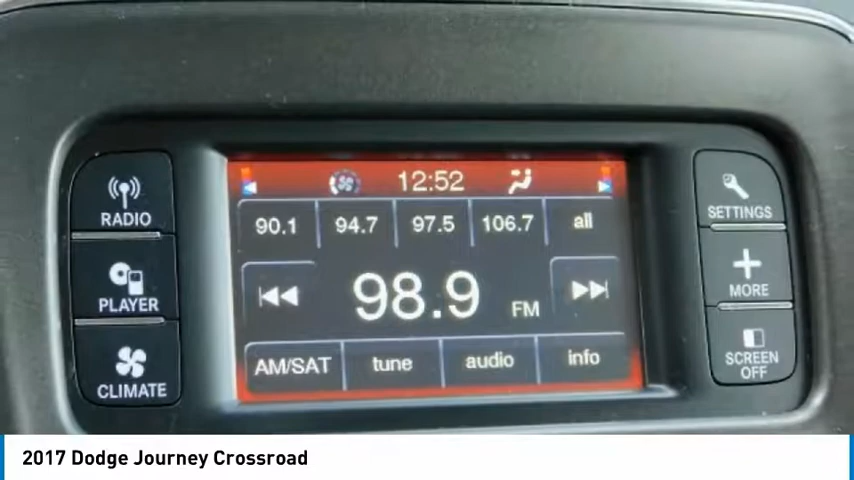 12:52
RADIO
90.1 94.7 97.5 106.7 all
SETTINGS
PLAYER
98.9 FM
MORE
CLIMATE
AM/SAT tune audio info
SCREEN
OFF
2017 Dodge Journey Crossroad